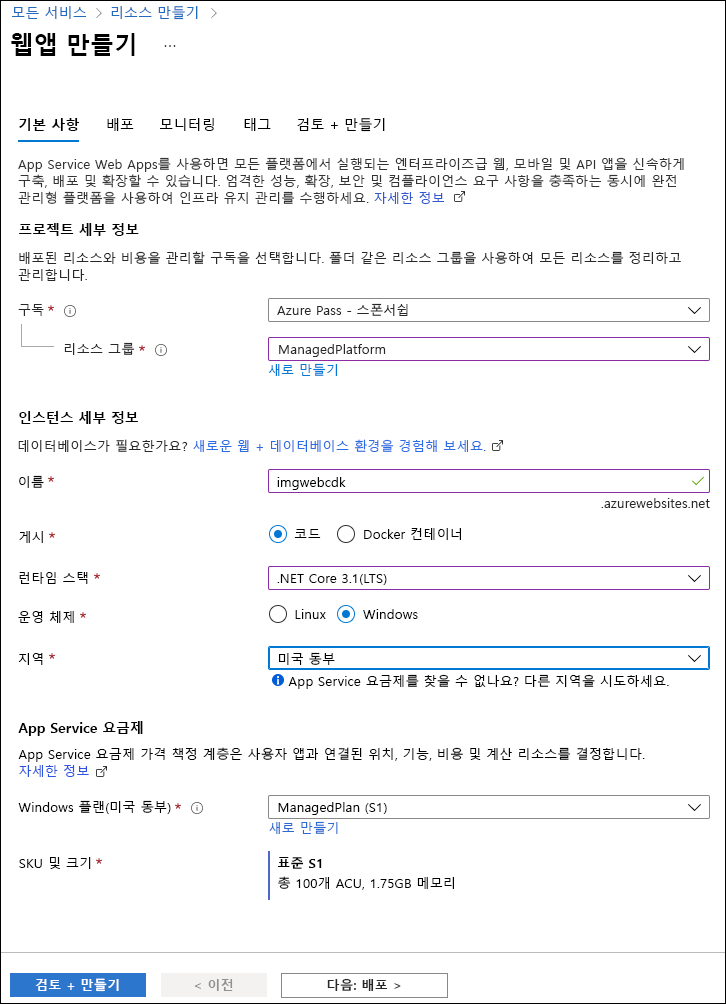 모든 서비스 > 리소스 만들기 >
웹앱 만들기 ...
기본 사항 배포 모니터링 태그 검토 + 만들기
App Service Web Apps를 사용하면 모든 플랫폼에서 실행되는 엔터프라이즈급 웹, 모바일 및 API 앱을 신속하게
구축, 배포 및 확장할 수 있습니다. 엄격한 성능, 확장, 보안 및 컴플라이언스 요구 사항을 충족하는 동시에 완전
관리형 플랫폼을 사용하여 인프라 유지 관리를 수행하세요. 자세한 정보
프로젝트 세부 정보
배포된 리소스와 비용을 관리할 구독을 선택합니다. 폴더 같은 리소스 그룹을 사용하여 모든 리소스를 정리하고
관리합니다.
구독 * Azure Pass - 스폰서쉽
리소스 그룹 * ManagedPlatform
새로 만들기
인스턴스 세부 정보
데이터베이스가 필요한가요? 새로운 웹 + 데이터베이스 환경을 경험해 보세요.
이름 * imgwebcdk
.azurewebsites.net
게시 * 코드 Docker 컨테이너
런타임 스택 * .NET Core 3.1(LTS)
운영 체제 * Linux Windows
지역 * 미국 동부
App Service 요금제를 찾을 수 없나요? 다른 지역을 시도하세요.
App Service 요금제
App Service 요금제 가격 책정 계층은 사용자 앱과 연결된 위치, 기능, 비용 및 계산 리소스를 결정합니다.
자세한 정보
Windows 플랜(미국 동부) * ManagedPlan (S1)
새로 만들기
SKU 및 크기 * 표준 S1
총 100개 ACU, 1.75GB 메모리
검토 + 만들기 < 이전 다음: 배포 >